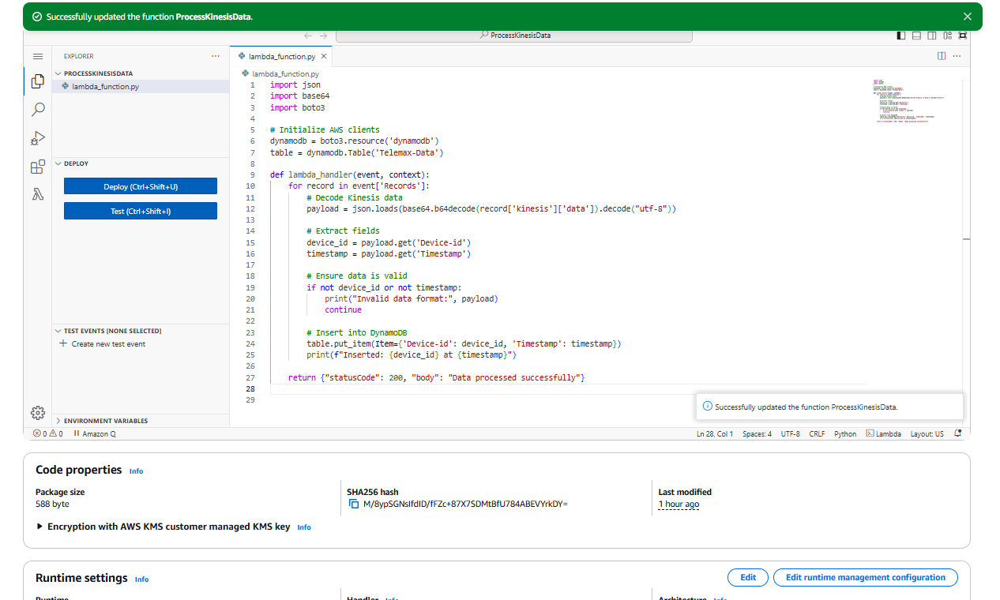 Successfully updated the function ProcessKinesisData.
ProcessKinesisData
EXPLORER
PROCESSKINESISDATA
lambda_function.py
DEPLOY
Deploy (Ctrl+Shift+U)
Test (Ctrl+Shift+I)
TEST EVENTS [NONE SELECTED]
Create new test event
ENVIRONMENT VARIABLES
lambda_function.py
lambda_function.py
1 import json
2 import base64
3 import boto3
4
5 # Initialize AWS clients
6 dynamodb = boto3.resource('dynamodb')
7 table = dynamodb.Table('Telemax-Data')
8
9 def lambda_handler(event, context):
10 for record in event['Records']:
11 # Decode Kinesis data
12 payload = json.loads(base64.b64decode(record['kinesis']['data']).decode("utf-8"))
13
14 # Extract fields
15 device_id = payload.get('Device-id')
16 timestamp = payload.get('Timestamp')
17
18 # Ensure data is valid
19 if not device_id or not timestamp:
20 print("Invalid data format:", payload)
21 continue
22
23 # Insert into DynamoDB
24 table.put_item(Item={'Device-id': device_id, 'Timestamp': timestamp})
25 print(f"Inserted: {device_id} at {timestamp}")
26
27 return {"statusCode": 200, "body": "Data processed successfully"}
28
29
Successfully updated the function ProcessKinesisData.
0 0 Amazon Q Ln 28, Col 1 Spaces: 4 UTF-8 CRLF Python Lambda Layout: US
Code properties Info
Package size
588 byte
SHA256 hash
M/8ypSGNsIfdID/fFZc+87X7SDMtBfU784ABEVYrkDY=
Last modified
1 hour ago
Encryption with AWS KMS customer managed KMS key Info
Runtime settings Info
Edit
Edit runtime management configuration
Runtime
Handler Info
Architecture Info